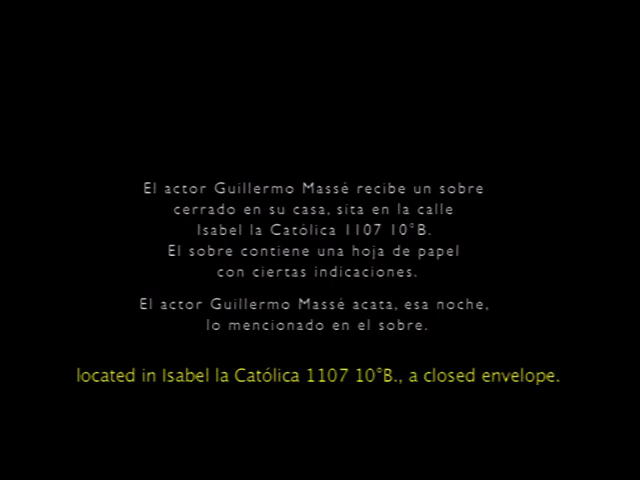 El actor Guillermo Massé recibe un sobre
cerrado en su casa, sita en la calle
Isabel la Católica 1107 10°B.
El sobre contiene una hoja de papel
con ciertas indicaciones.
El actor Guillermo Massé acata, esa noche,
lo mencionado en el sobre.
located in Isabel la Católica 1107 10°B., a closed envelope.